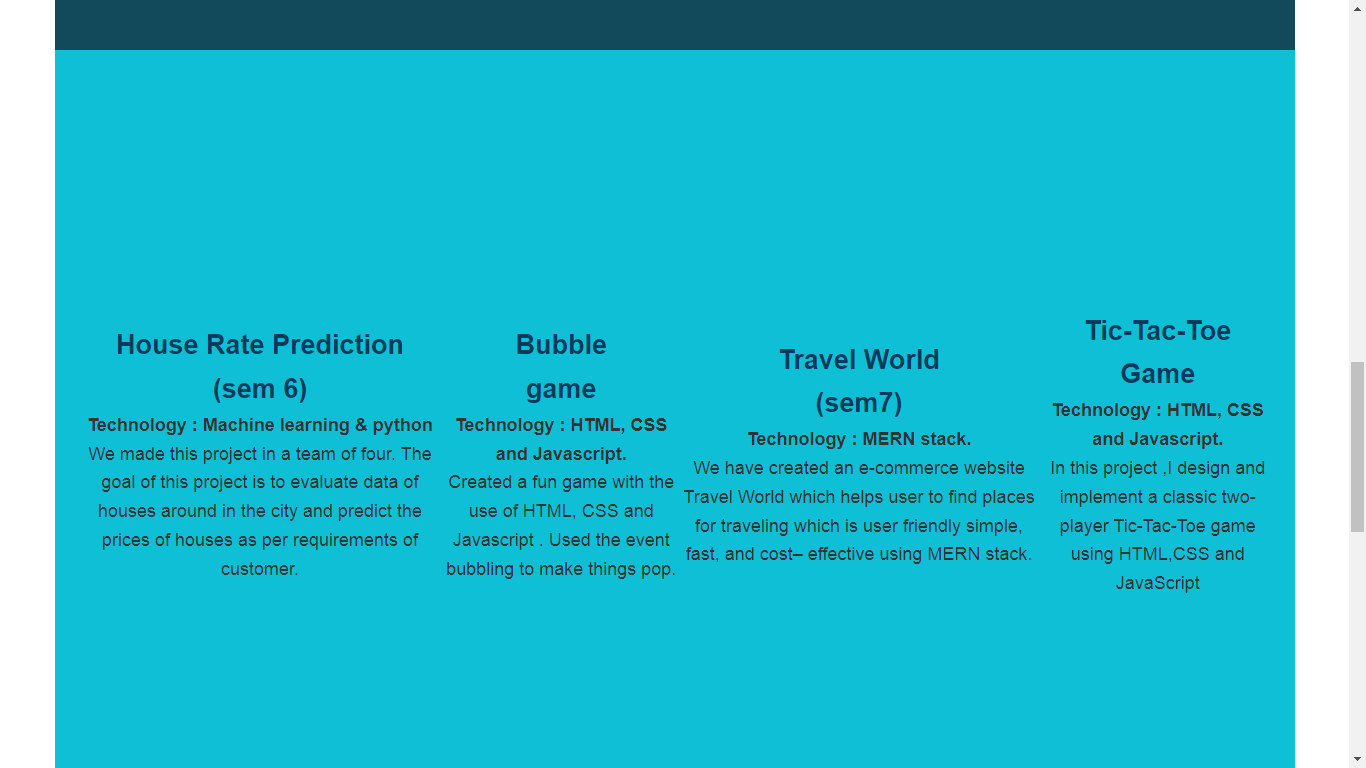 House Rate Prediction
(sem 6)
Technology : Machine learning & python
We made this project in a team of four. The
goal of this project is to evaluate data of
houses around in the city and predict the
prices of houses as per requirements of
customer.
Bubble
game
Technology : HTML, CSS
and Javascript.
Created a fun game with the
use of HTML, CSS and
Javascript . Used the event
bubbling to make things pop.
Travel World
(sem7)
Technology : MERN stack.
We have created an e-commerce website
Travel World which helps user to find places
for traveling which is user friendly simple,
fast, and cost– effective using MERN stack.
Tic-Tac-Toe
Game
Technology : HTML, CSS
and Javascript.
In this project ,I design and
implement a classic two-
player Tic-Tac-Toe game
using HTML,CSS and
JavaScript